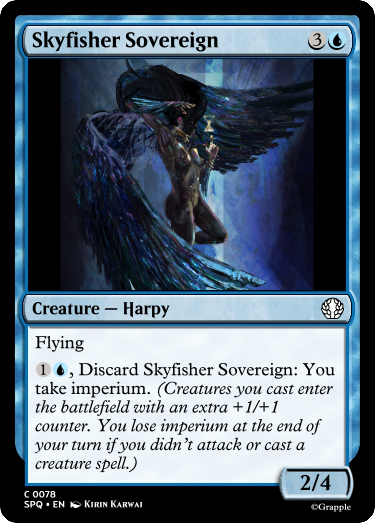 Skyfisher Sovereign 3
Creature — Harpy
Flying
1, Discard Skyfisher Sovereign: You
take imperium. (Creatures you cast enter
the battlefield with an extra +1/+1
counter. You lose imperium at the end of
your turn if you didn't attack or cast a
creature spell.)
2/4
C 0078
SPQ • EN Kirin Karwai
©Grapple